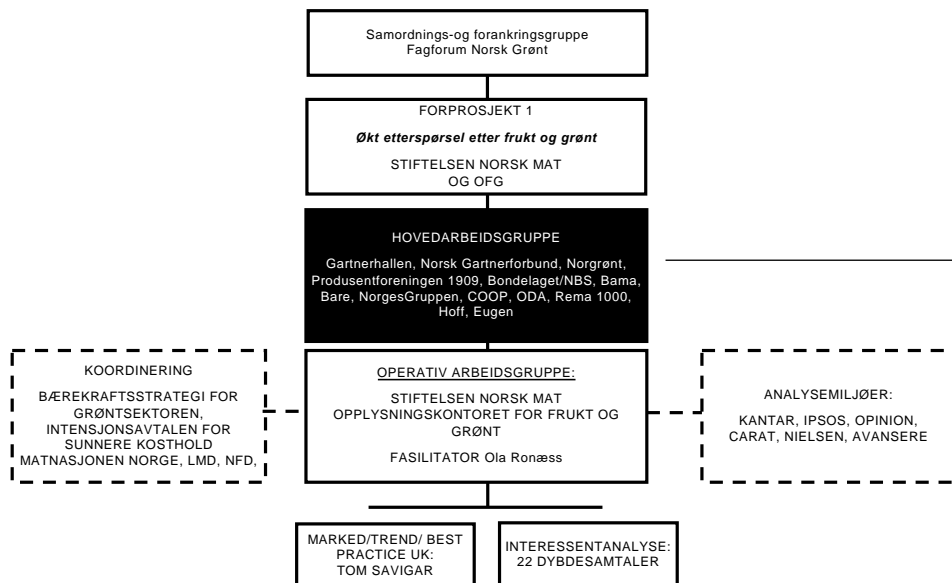 Samordnings-og forankringsgruppe
Fagforum Norsk Grønt
FORPROSJEKT 1
Økt etterspørsel etter frukt og grønt
STIFTELSEN NORSK MAT
OG OFG
HOVEDARBEIDSGRUPPE
Gartnerhallen, Norsk Gartnerforbund, Norgrønt,
Produsentforeningen 1909, Bondelaget/NBS, Bama,
Bare, NorgesGruppen, COOP, ODA, Rema 1000,
Hoff, Eugen
KOORDINERING
BÆREKRAFTSSTRATEGI FOR
GRØNTSEKTOREN,
INTENSJONSAVTALEN FOR
SUNNERE KOSTHOLD
MATNASJONEN NORGE, LMD, NFD,
OPERATIV ARBEIDSGRUPPE:
STIFTELSEN NORSK MAT
OPPLYSNINGSKONTORET FOR FRUKT OG
GRØNT
FASILITATOR Ola Ronæss
ANALYSEMILJØER:
KANTAR, IPSOS, OPINION,
CARAT, NIELSEN, AVANSERE
MARKED/TREND/ BEST
PRACTICE UK:
TOM SAVIGAR
INTERESSENTANALYSE:
22 DYBDESAMTALER